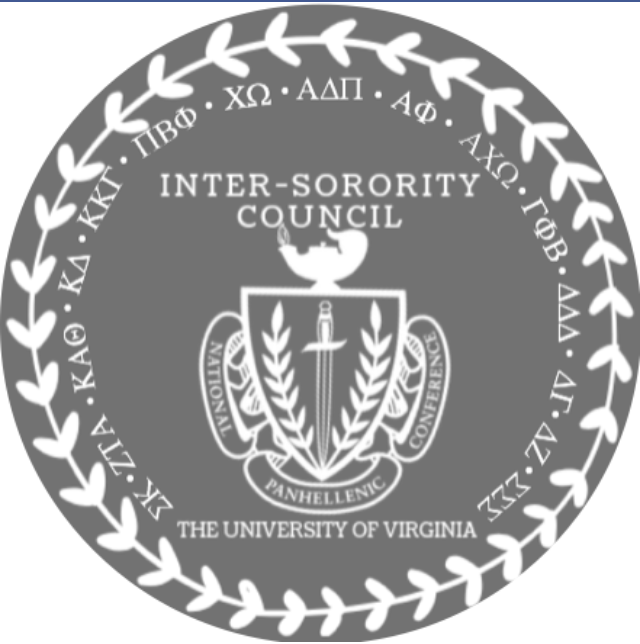 ΣΚ · ΖΤΑ · ΚΑΘ · ΚΔ · ΚΚΓ · ΠΒΦ · ΧΩ · ΑΔΠ · ΑΦ · ΑΧΩ · ΓΦΒ · ΔΔΔ · ΔΓ · ΔΖ · ΣΣΣ
INTER-SORORITY
COUNCIL
NATIONAL
PANHELLENIC
CONFERENCE
THE UNIVERSITY OF VIRGINIA